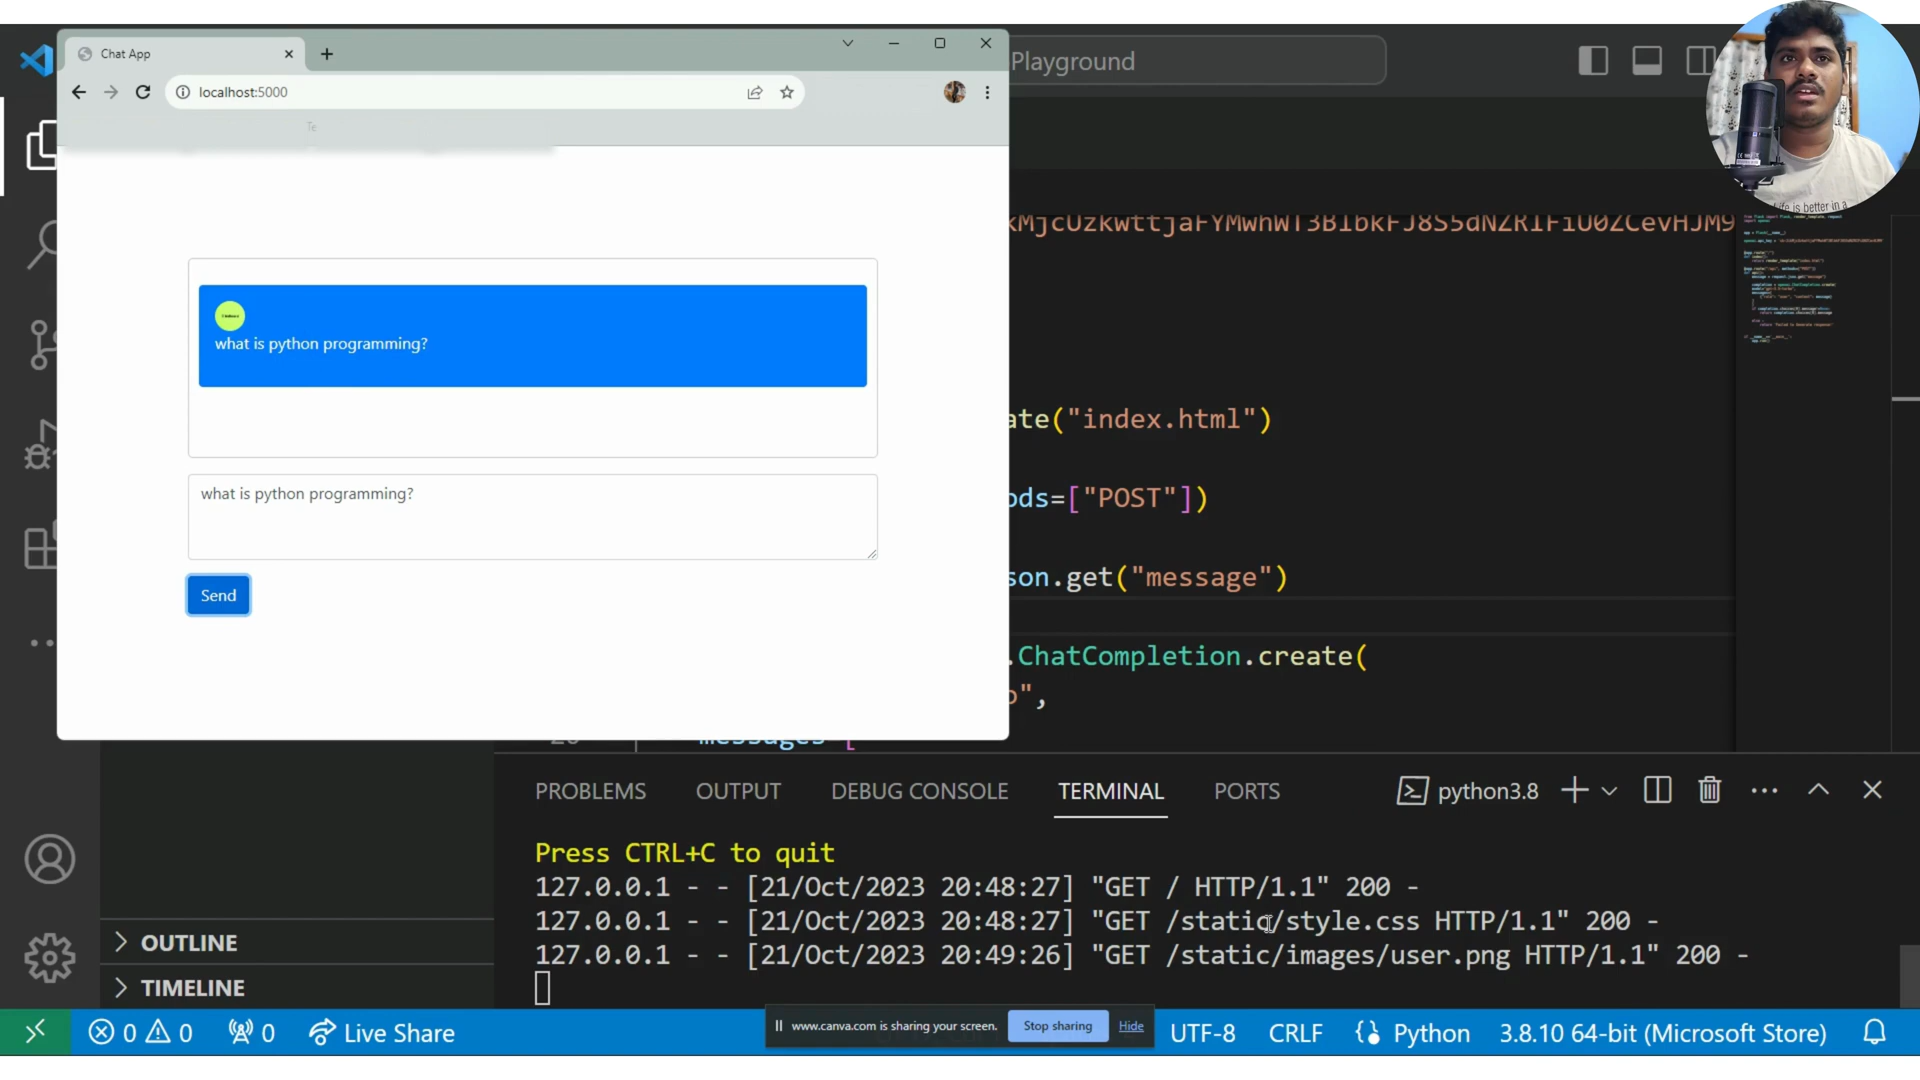 Chat App
Playground
localhost:5000
Te
kMjcUzkwttjaFYMwhWT3BlbkFJ8S5dNZRIFiU0ZCevHJM9
what is python programming?
ate("index.html")
ods=["POST"])
what is python programming?
son.get("message")
Send
.ChatCompletion.create(
",
messages [
PROBLEMS OUTPUT DEBUG CONSOLE TERMINAL PORTS python3.8
Press CTRL+C to quit
127.0.0.1 - - [21/Oct/2023 20:48:27] "GET / HTTP/1.1" 200 -
127.0.0.1 - - [21/Oct/2023 20:48:27] "GET /static/style.css HTTP/1.1" 200 -
127.0.0.1 - - [21/Oct/2023 20:49:26] "GET /static/images/user.png HTTP/1.1" 200 -
OUTLINE
TIMELINE
0 0 0 Live Share
www.canva.com is sharing your screen. Stop sharing Hide
UTF-8 CRLF Python 3.8.10 64-bit (Microsoft Store)
life is better in a